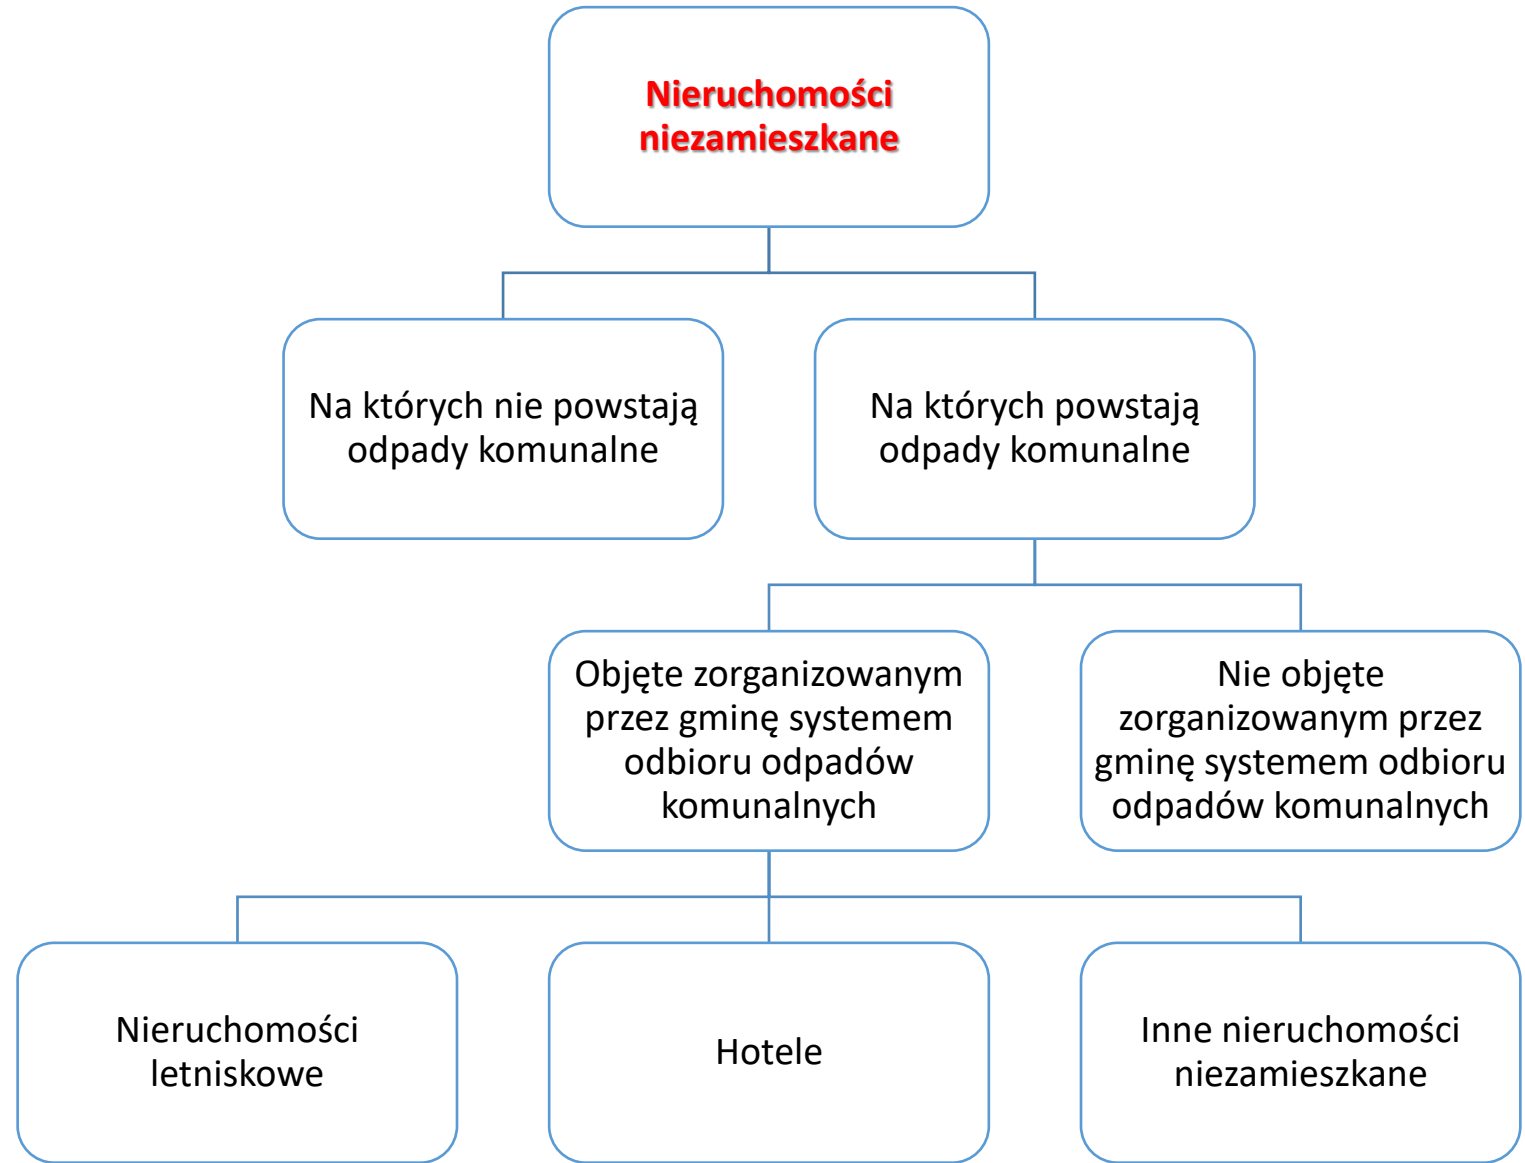 Nieruchomości
niezamieszkane
Na których nie powstają
odpady komunalne
Na których powstają
odpady komunalne
Objęte zorganizowanym
przez gminę systemem
odbioru odpadów
komunalnych
Nie objęte
zorganizowanym przez
gminę systemem odbioru
odpadów komunalnych
Nieruchomości
letniskowe
Hotele
Inne nieruchomości
niezamieszkane